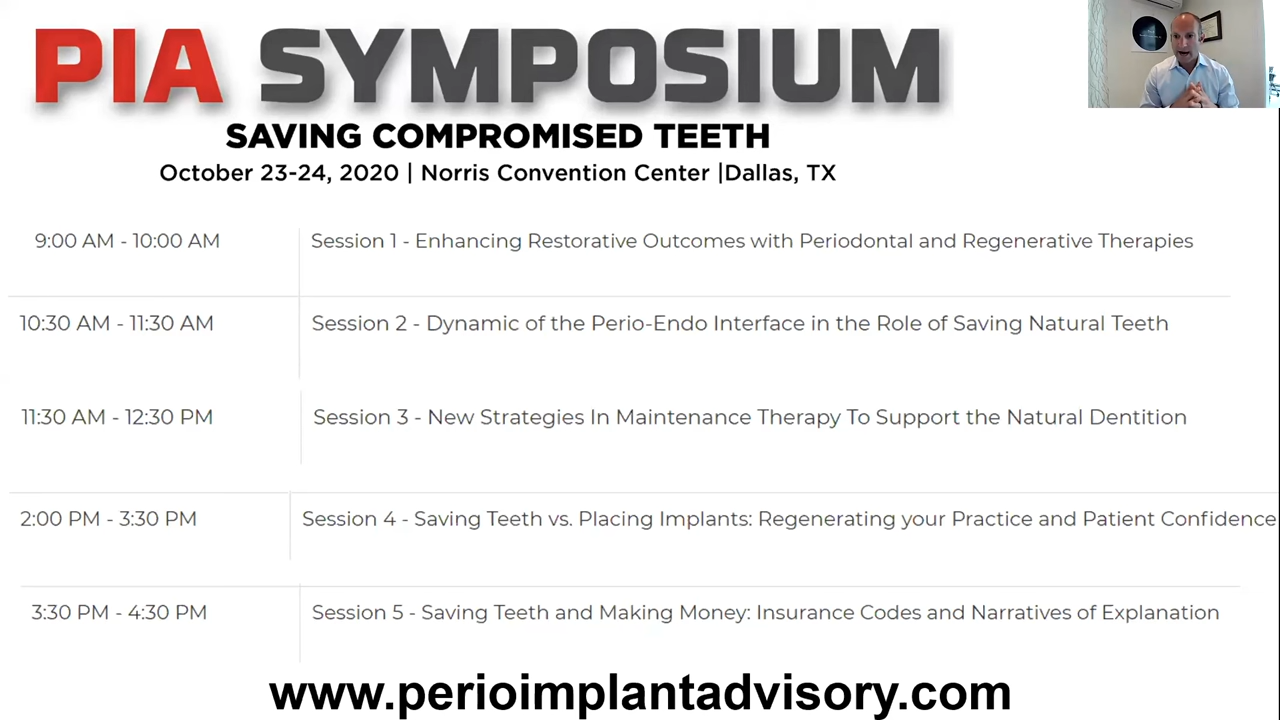 PIA SYMPOSIUM
SAVING COMPROMISED TEETH
October 23-24, 2020 | Norris Convention Center |Dallas, TX
9:00 AM - 10:00 AM Session 1 - Enhancing Restorative Outcomes with Periodontal and Regenerative Therapies
10:30 AM - 11:30 AM Session 2 - Dynamic of the Perio-Endo Interface in the Role of Saving Natural Teeth
11:30 AM - 12:30 PM Session 3 - New Strategies In Maintenance Therapy To Support the Natural Dentition
2:00 PM - 3:30 PM Session 4 - Saving Teeth vs. Placing Implants: Regenerating your Practice and Patient Confidence
3:30 PM - 4:30 PM Session 5 - Saving Teeth and Making Money: Insurance Codes and Narratives of Explanation
www.perioimplantadvisory.com